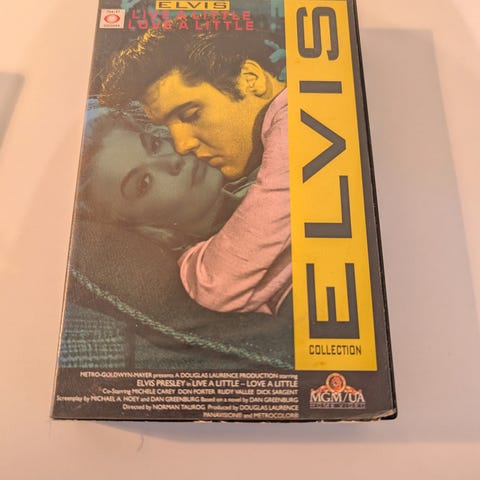 ELVIS
LIVE A LITTLE
LOVE A LITTLE
ELVIS
COLLECTION
METRO-GOLDWYN-MAYER presents A DOUGLAS LAURENCE PRODUCTION starring
ELVIS PRESLEY in LIVE A LITTLE – LOVE A LITTLE
Co-Starring MICHELE CAREY DON PORTER RUDY VALLEE DICK SARGENT
Screenplay by MICHAEL A. HOEY and DAN GREENBURG Based on a novel by DAN GREENBURG
Directed by NORMAN TAUROG Produced by DOUGLAS LAURENCE
PANAVISION® and METROCOLOR®
MGM/UA
HOME VIDEO